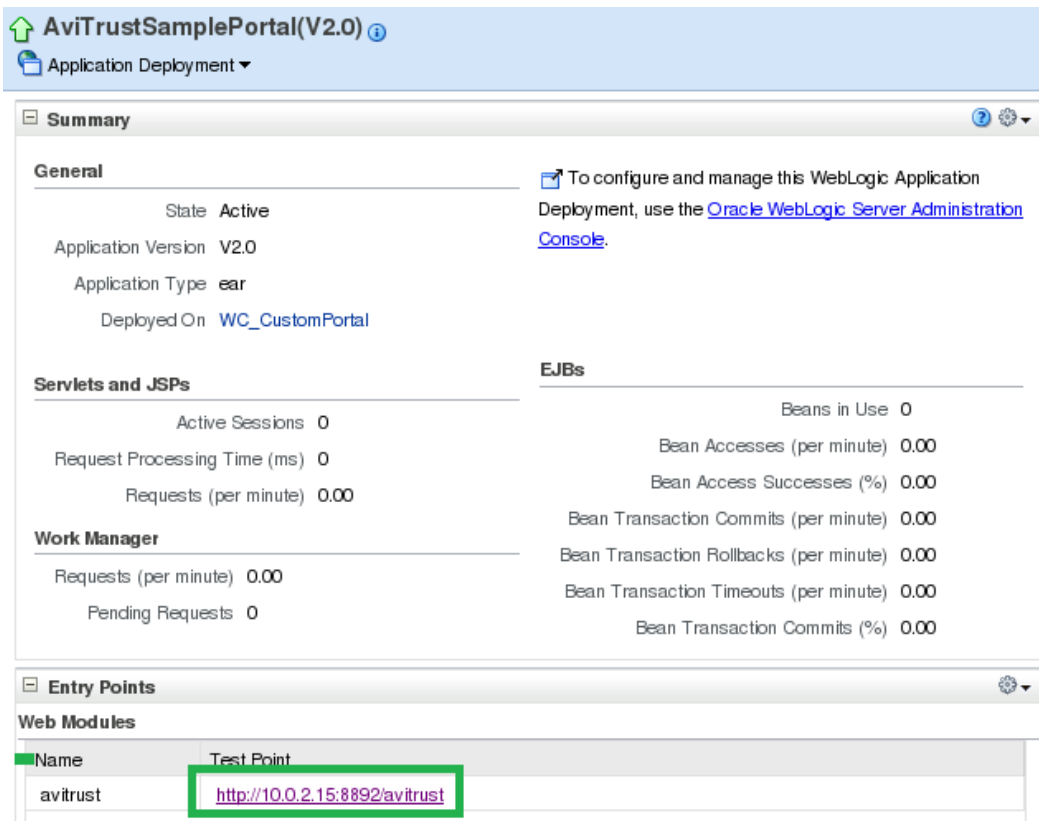 AviTrustSamplePortal(V2.0)
Application Deployment
Summary
General
State Active
Application Version V2.0
Application Type ear
Deployed On WC_CustomPortal
To configure and manage this WebLogic Application
Deployment, use the Oracle WebLogic Server Administration
Console.
Servlets and JSPs
Active Sessions 0
Request Processing Time (ms) 0
Requests (per minute) 0.00
Work Manager
Requests (per minute) 0.00
Pending Requests 0
EJBs
Beans in Use 0
Bean Accesses (per minute) 0.00
Bean Access Successes (%) 0.00
Bean Transaction Commits (per minute) 0.00
Bean Transaction Rollbacks (per minute) 0.00
Bean Transaction Timeouts (per minute) 0.00
Bean Transaction Commits (%) 0.00
Entry Points
Web Modules
Name Test Point
avitrust http://10.0.2.15:8892/avitrust